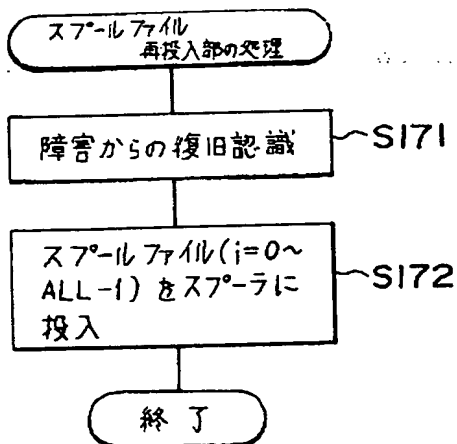 スプールファイル
再投入部の処理
障害からの復旧認識
S171
スプールファイル(i=0~
ALL-1)をスプーラに
投入
S172
終了